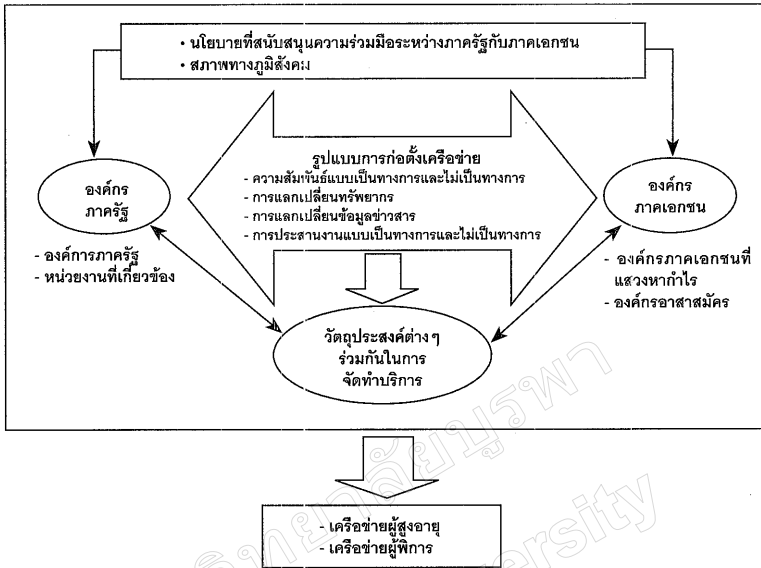 • นโยบายที่สนับสนุนความร่วมมือระหว่างภาครัฐกับภาคเอกชน
• สภาพทางภูมิสังคม
รูปแบบการก่อตั้งเครือข่าย
- ความสัมพันธ์แบบเป็นทางการและไม่เป็นทางการ
- การแลกเปลี่ยนทรัพยากร
- การแลกเปลี่ยนข้อมูลข่าวสาร
- การประสานงานแบบเป็นทางการและไม่เป็นทางการ
องค์กร
ภาครัฐ
- องค์การภาครัฐ
- หน่วยงานที่เกี่ยวข้อง
องค์กร
ภาคเอกชน
- องค์กรภาคเอกชนที่
แสวงหากำไร
- องค์กรอาสาสมัคร
วัตถุประสงค์ต่าง ๆ
ร่วมกันในการ
จัดทำบริการ
- เครือข่ายผู้สูงอายุ
- เครือข่ายผู้พิการ
วิทยาลัยบูรพา
ersity